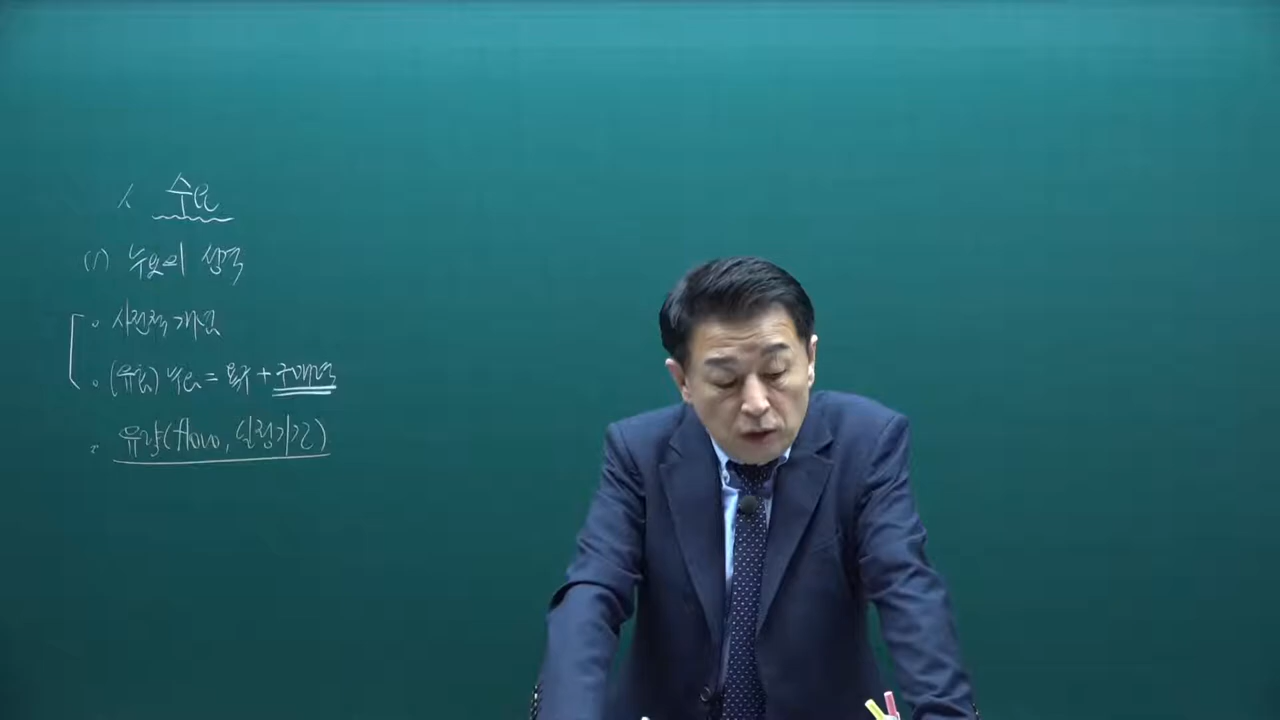 1. 수요
(1) 수요의 성격
· 사전적 개념
· (유효) 수요 = 욕구 + 구매력
· 유량(flow, 일정기간)